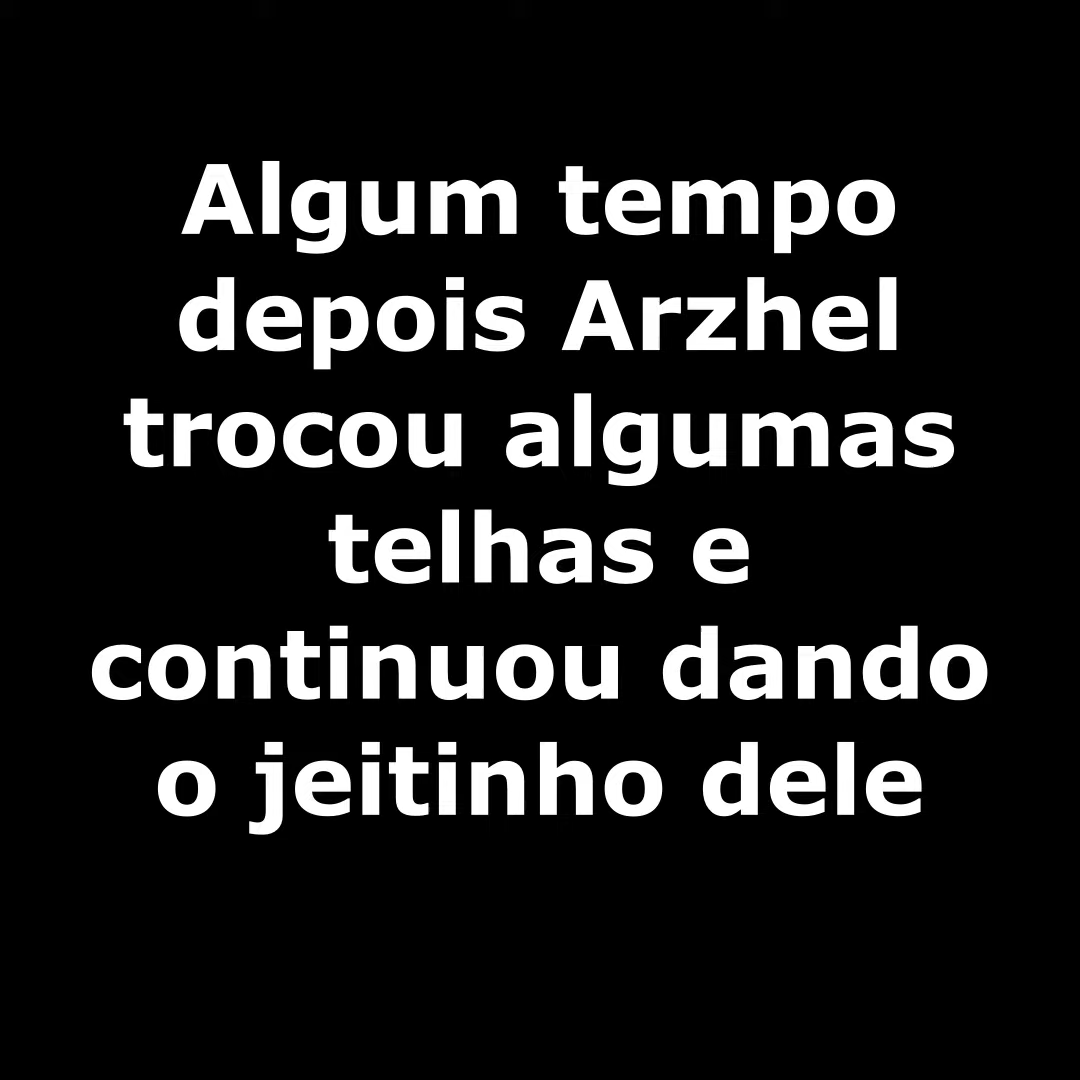 Algum tempo
depois Arzhel
trocou algumas
telhas e
continuou dando
o jeitinho dele